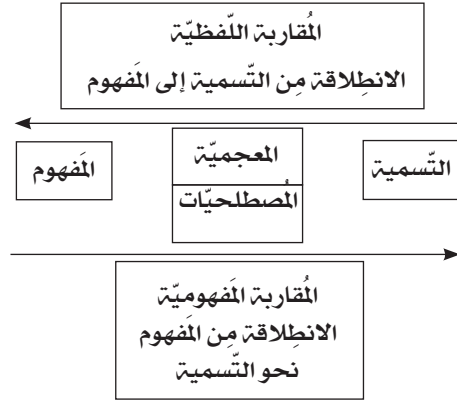 المُقاربة اللّفظيّة
الانطِلاقة مِن التّسمية إلى المَفهوم
التّسمية
المعجميّة
المُصطلحيّات
المَفهوم
المُقاربة المَفهوميّة
الانطِلاقة مِن المَفهوم
نحو التّسمية